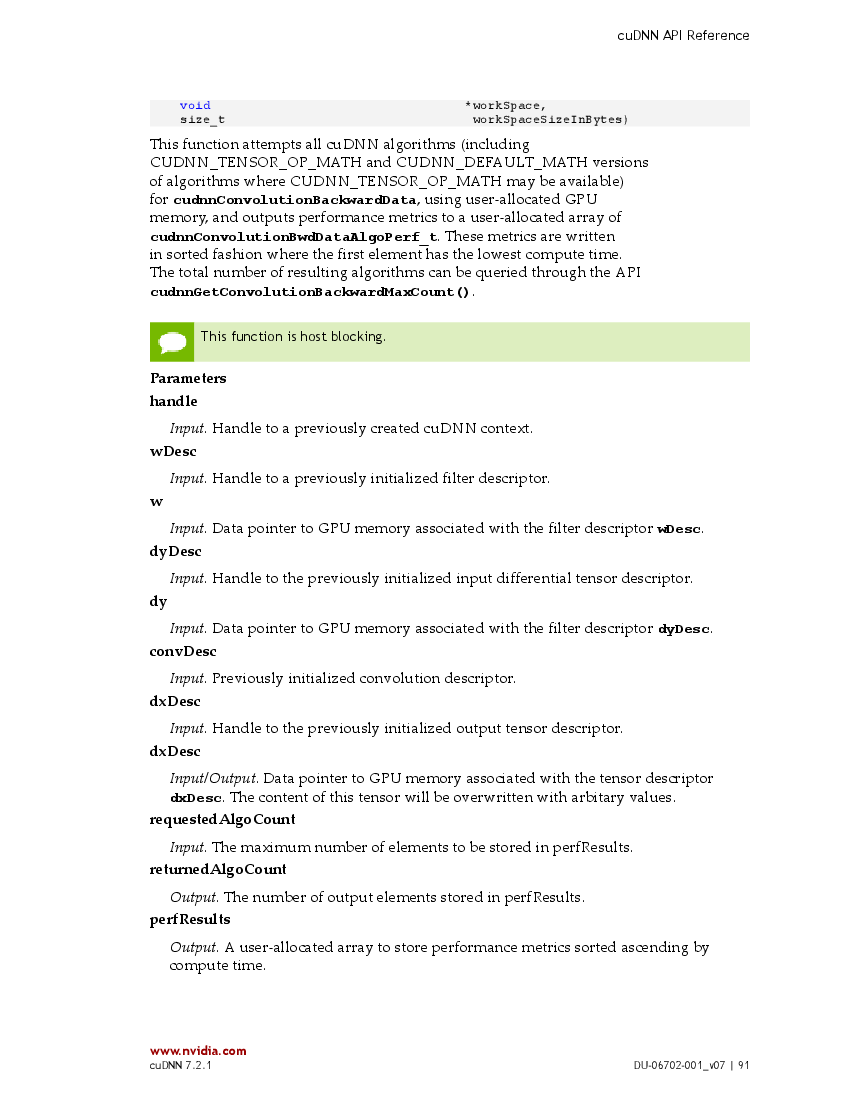 cuDNN API Reference
void *workSpace,
size_t workSpaceSizeInBytes)
This function attempts all cuDNN algorithms (including
CUDNN_TENSOR_OP_MATH and CUDNN_DEFAULT_MATH versions
of algorithms where CUDNN_TENSOR_OP_MATH may be available)
for cudnnConvolutionBackwardData, using user-allocated GPU
memory, and outputs performance metrics to a user-allocated array of
cudnnConvolutionBwdDataAlgoPerf_t. These metrics are written
in sorted fashion where the first element has the lowest compute time.
The total number of resulting algorithms can be queried through the API
cudnnGetConvolutionBackwardMaxCount().
This function is host blocking.
Parameters
handle
Input. Handle to a previously created cuDNN context.
wDesc
Input. Handle to a previously initialized filter descriptor.
w
Input. Data pointer to GPU memory associated with the filter descriptor wDesc.
dyDesc
Input. Handle to the previously initialized input differential tensor descriptor.
dy
Input. Data pointer to GPU memory associated with the filter descriptor dyDesc.
convDesc
Input. Previously initialized convolution descriptor.
dxDesc
Input. Handle to the previously initialized output tensor descriptor.
dxDesc
Input/Output. Data pointer to GPU memory associated with the tensor descriptor
dxDesc. The content of this tensor will be overwritten with arbitary values.
requestedAlgoCount
Input. The maximum number of elements to be stored in perfResults.
returnedAlgoCount
Output. The number of output elements stored in perfResults.
perfResults
Output. A user-allocated array to store performance metrics sorted ascending by
compute time.
www.nvidia.com
cuDNN 7.2.1 DU-06702-001_v07 | 91